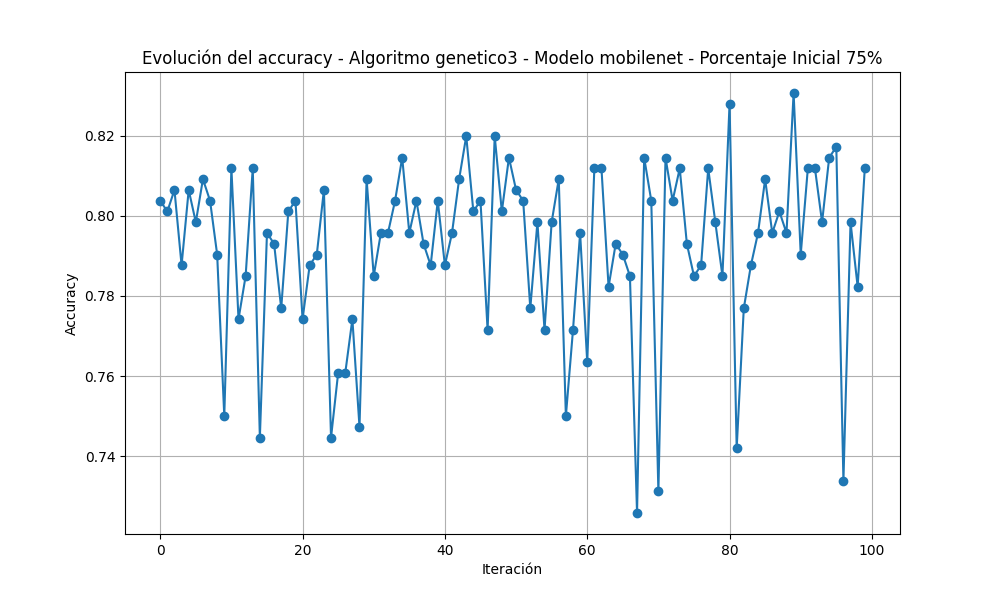 Evolución del accuracy - Algoritmo genetico3 - Modelo mobilenet - Porcentaje Inicial 75%
0.82
0.80
0.78
0.76
0.74
Accuracy
0 20 40 60 80 100
Iteración